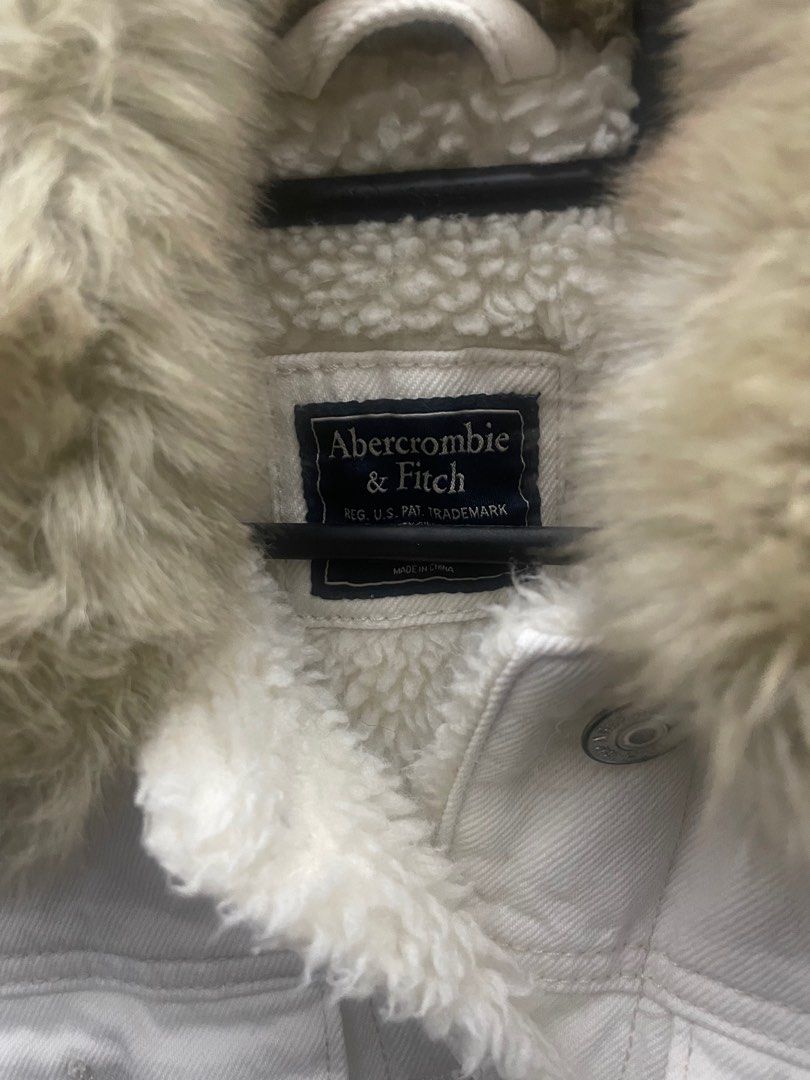 Abercrombie
& Fitch
REG. U.S. PAT. TRADEMARK
MADE IN CHINA